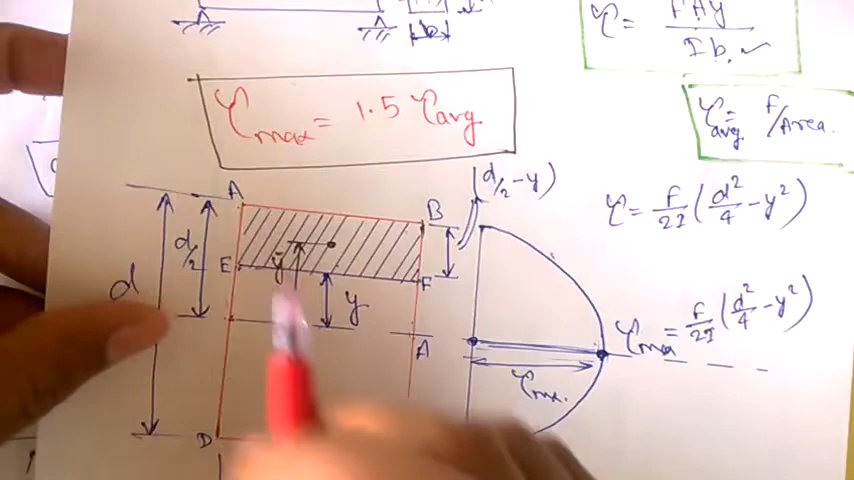 τ = FAȳ / Ib
τmax = 1.5 τavg
τavg = F/Area.
(d/2 - y)
τ = F/2I (d²/4 - y²)
A
B
d/2
ȳ
E
F
d
y
A
τmax = F/2I (d²/4 - y²)
τmx.
D